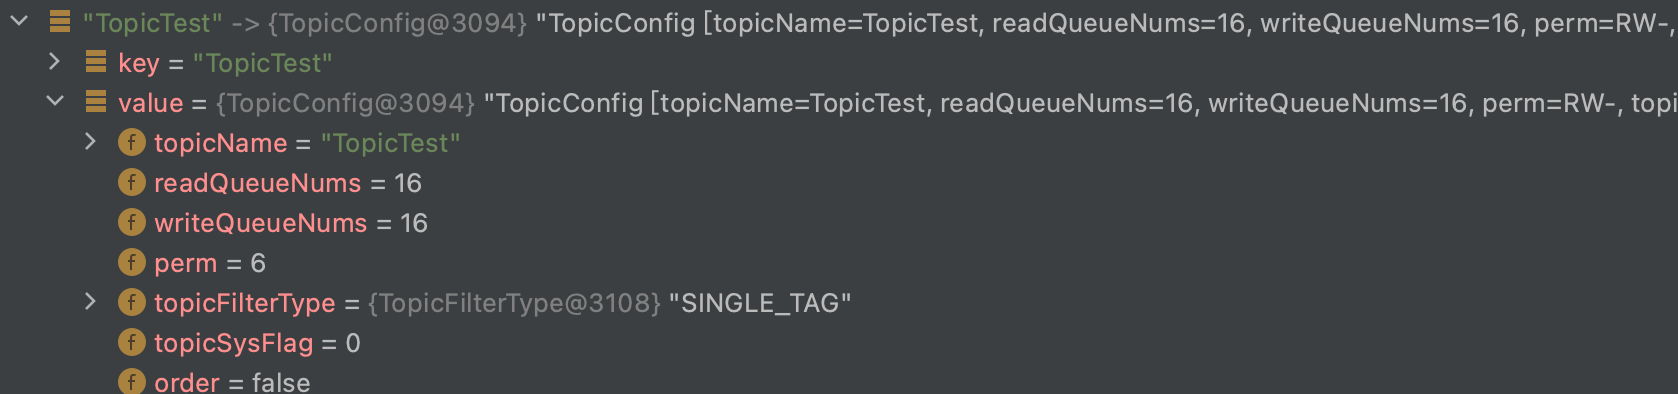 "TopicTest" -> {TopicConfig@3094} "TopicConfig [topicName=TopicTest, readQueueNums=16, writeQueueNums=16, perm=RW-,
key = "TopicTest"
value = {TopicConfig@3094} "TopicConfig [topicName=TopicTest, readQueueNums=16, writeQueueNums=16, perm=RW-, topi
f topicName = "TopicTest"
f readQueueNums = 16
f writeQueueNums = 16
f perm = 6
f topicFilterType = {TopicFilterType@3108} "SINGLE_TAG"
f topicSysFlag = 0
f order = false